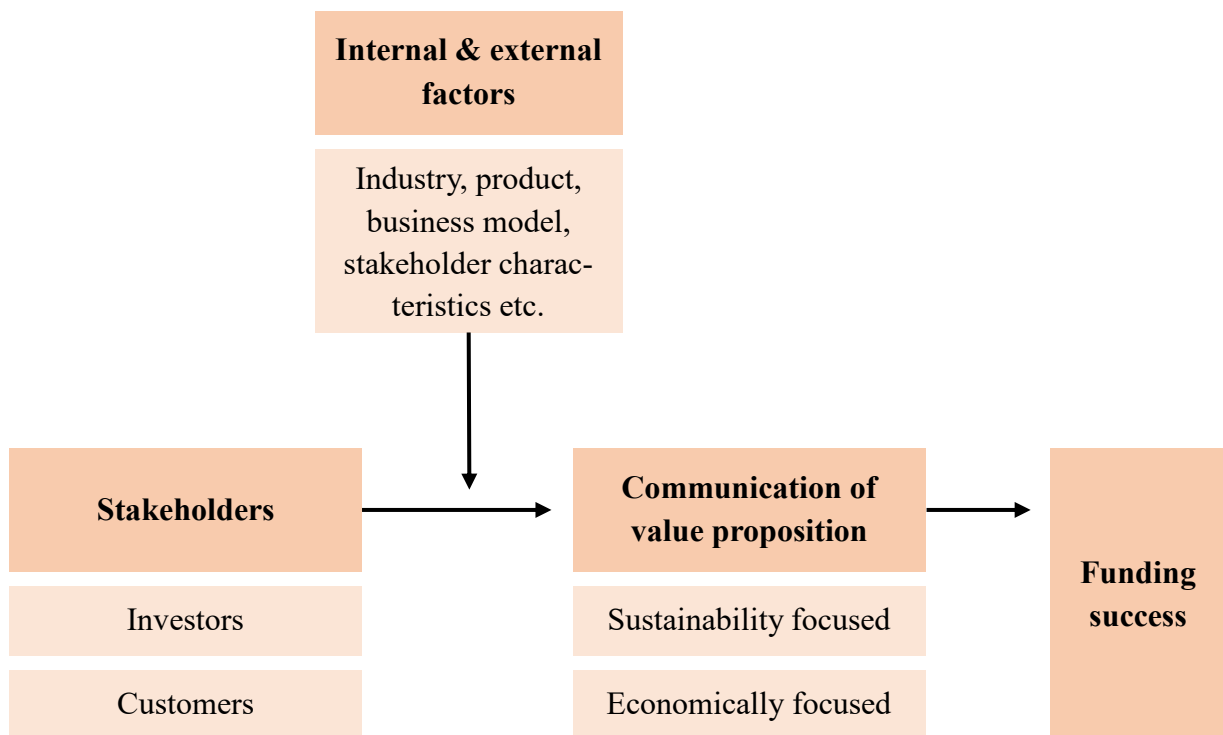 Internal & external
factors
Industry, product,
business model,
stakeholder charac-
teristics etc.
Stakeholders
Investors
Customers
Communication of
value proposition
Sustainability focused
Economically focused
Funding
success